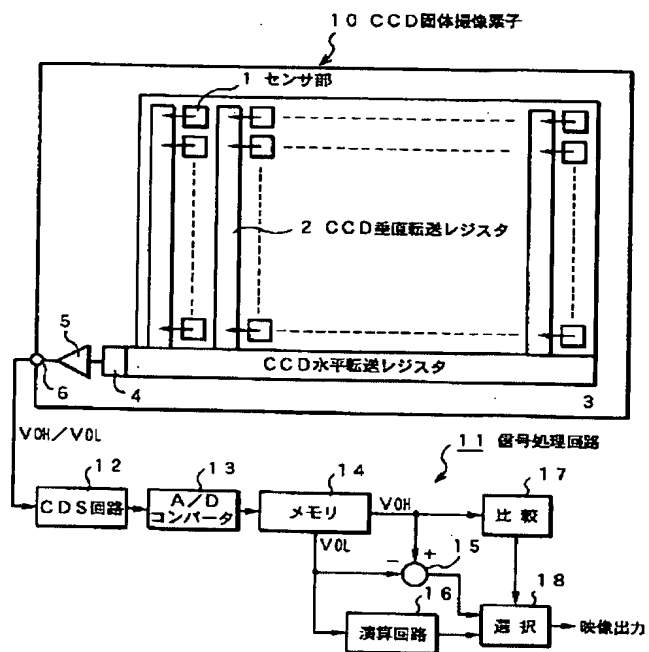 10 CCD固体撮像素子
1 センサ部
2 CCD垂直転送レジスタ
5
CCD水平転送レジスタ
6
4
3
VOH/VOL
11 信号処理回路
12
13
14
17
CDS回路
A/D
コンバータ
メモリ
VOH
比較
VOL
+
15
−
16
18
演算回路
選択
映像出力